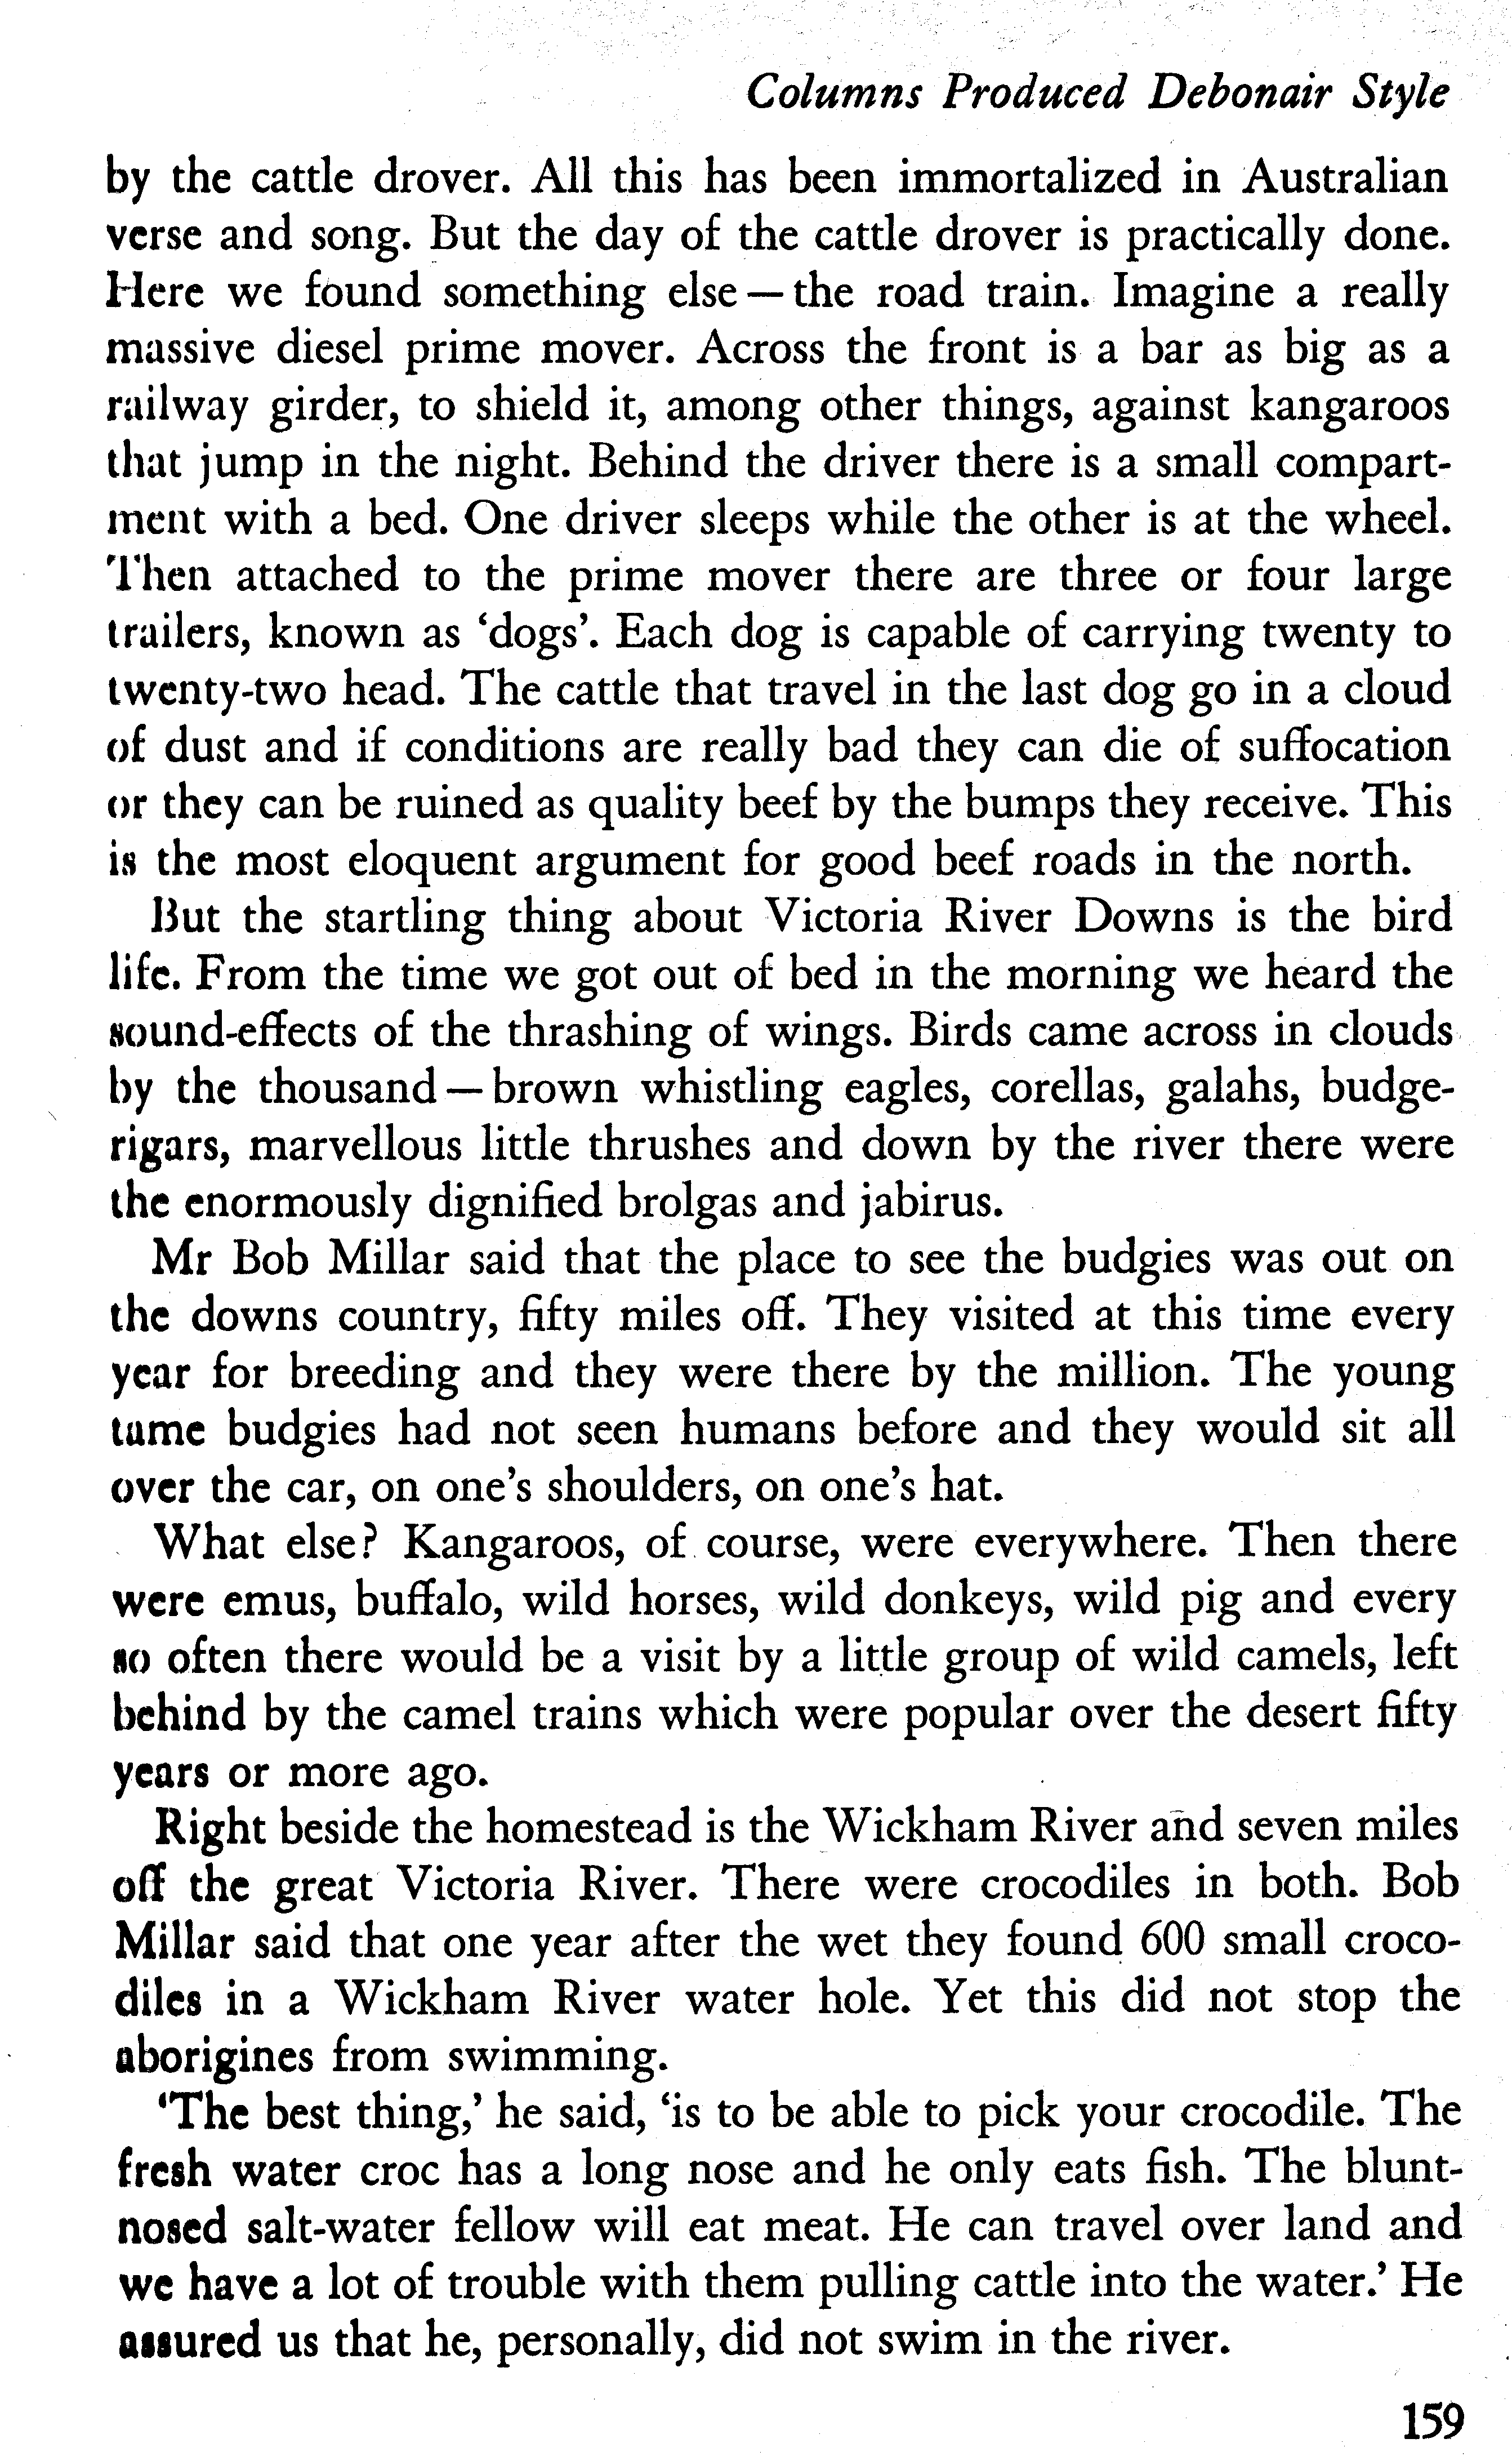 Columns Produced Debonair Style
by the cattle drover. All this has been immortalized in Australian
verse and song. But the day of the cattle drover is practically done.
Here we found something else — the road train. Imagine a really
massive diesel prime mover. Across the front is a bar as big as a
railway girder, to shield it, among other things, against kangaroos
that jump in the night. Behind the driver there is a small compart-
ment with a bed. One driver sleeps while the other is at the wheel.
Then attached to the prime mover there are three or four large
trailers, known as ‘dogs’. Each dog is capable of carrying twenty to
twenty-two head. The cattle that travel in the last dog go in a cloud
of dust and if conditions are really bad they can die of suffocation
or they can be ruined as quality beef by the bumps they receive. This
is the most eloquent argument for good beef roads in the north.
But the startling thing about Victoria River Downs is the bird
life. From the time we got out of bed in the morning we heard the
sound-effects of the thrashing of wings. Birds came across in clouds
by the thousand — brown whistling eagles, corellas, galahs, budge-
rigars, marvellous little thrushes and down by the river there were
the enormously dignified brolgas and jabirus.
Mr Bob Millar said that the place to see the budgies was out on
the downs country, fifty miles off. They visited at this time every
year for breeding and they were there by the million. The young
tame budgies had not seen humans before and they would sit all
over the car, on one’s shoulders, on one’s hat.
What else? Kangaroos, of course, were everywhere. Then there
were emus, buffalo, wild horses, wild donkeys, wild pig and every
so often there would be a visit by a little group of wild camels, left
behind by the camel trains which were popular over the desert fifty
years or more ago.
Right beside the homestead is the Wickham River and seven miles
off the great Victoria River. There were crocodiles in both. Bob
Millar said that one year after the wet they found 600 small croco-
diles in a Wickham River water hole. Yet this did not stop the
aborigines from swimming.
‘The best thing,’ he said, ‘is to be able to pick your crocodile. The
fresh water croc has a long nose and he only eats fish. The blunt-
nosed salt-water fellow will eat meat. He can travel over land and
we have a lot of trouble with them pulling cattle into the water.’ He
assured us that he, personally, did not swim in the river.
159